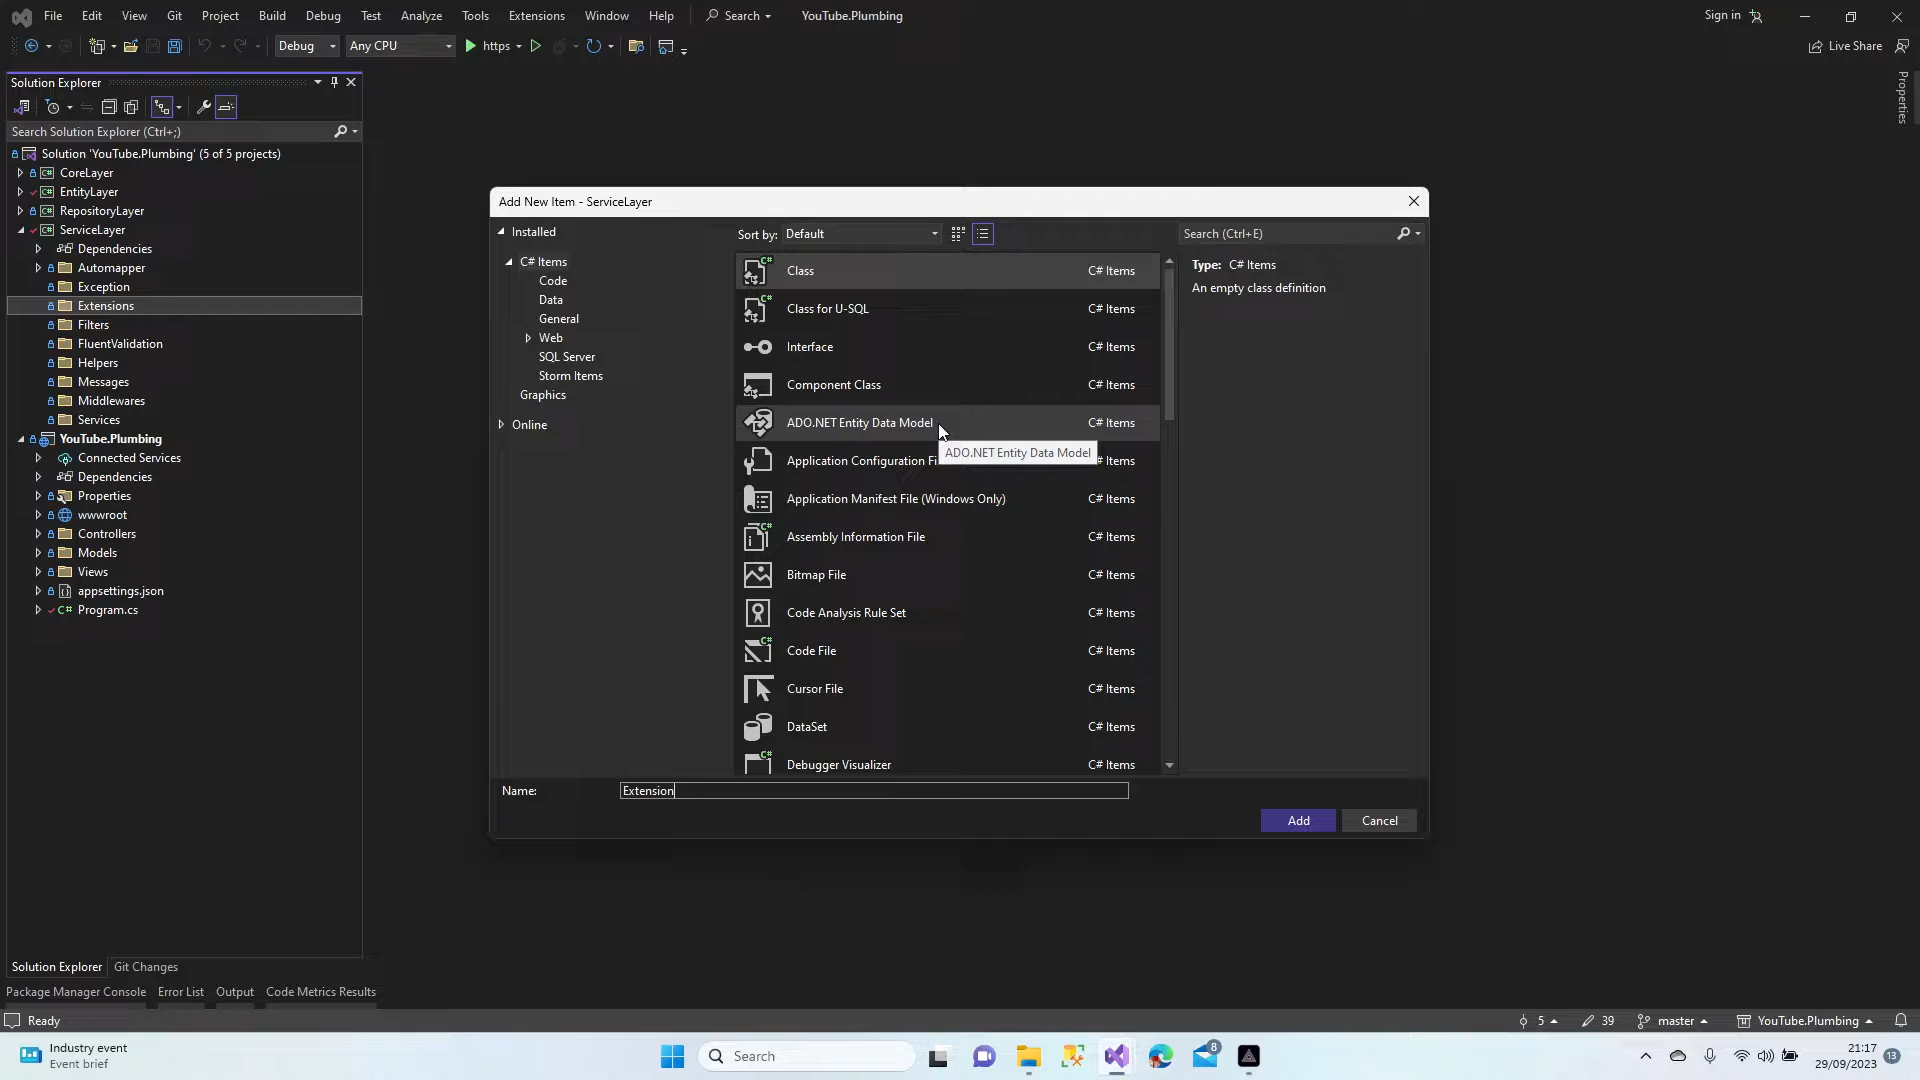 File Edit View Git Project Build Debug Test Analyze Tools Extensions Window Help Search YouTube.Plumbing Sign in
Debug Any CPU https Live Share
Solution Explorer
Properties
Search Solution Explorer (Ctrl+;)
Solution 'YouTube.Plumbing' (5 of 5 projects)
CoreLayer
EntityLayer
RepositoryLayer
ServiceLayer
Dependencies
Automapper
Exception
Extensions
Filters
FluentValidation
Helpers
Messages
Middlewares
Services
YouTube.Plumbing
Connected Services
Dependencies
Properties
wwwroot
Controllers
Models
Views
appsettings.json
C# Program.cs
Add New Item - ServiceLayer
Installed
C# Items
Code
Data
General
Web
SQL Server
Storm Items
Graphics
Online
Sort by: Default
Search (Ctrl+E)
Class C# Items
Class for U-SQL C# Items
Interface C# Items
Component Class C# Items
ADO.NET Entity Data Model C# Items
ADO.NET Entity Data Model
Application Configuration Fi # Items
Application Manifest File (Windows Only) C# Items
Assembly Information File C# Items
Bitmap File C# Items
Code Analysis Rule Set C# Items
Code File C# Items
Cursor File C# Items
DataSet C# Items
Debugger Visualizer C# Items
Type: C# Items
An empty class definition
Name: Extension
Add Cancel
Solution Explorer Git Changes
Package Manager Console Error List Output Code Metrics Results
Ready 5 39 master YouTube.Plumbing
Industry event
Event brief
Search
8
21:17
29/09/2023
13